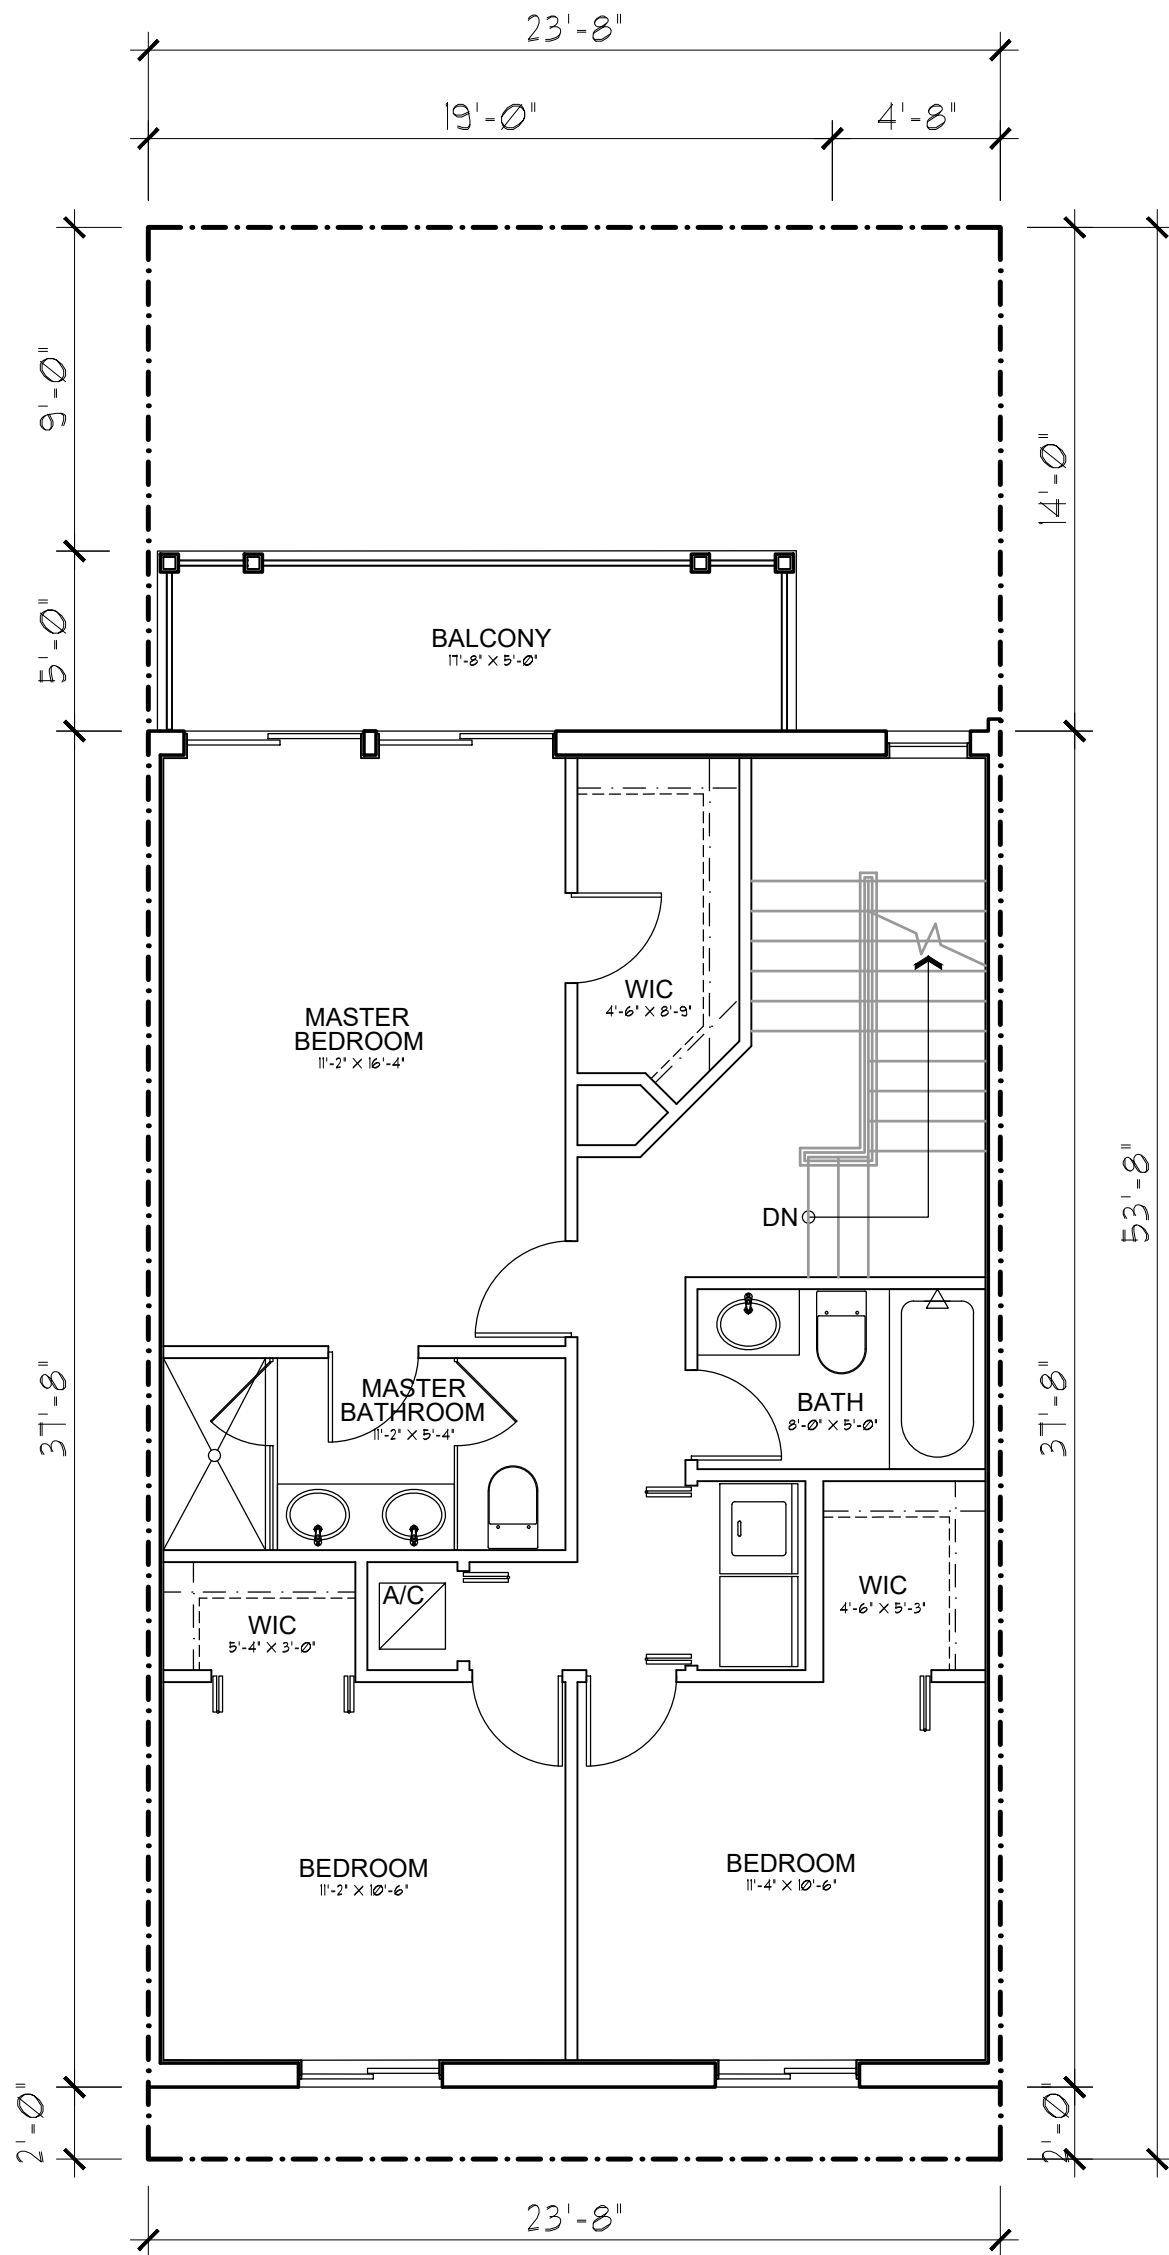 23'-8"
19'-0"
4'-8"
9'-0"
14'-0"
5'-0"
BALCONY
17'-8" X 5'-0"
WIC
4'-6" X 8'-9"
MASTER
BEDROOM
11'-2" X 16'-4"
53'-8"
DN
37'-8"
37'-8"
MASTER
BATHROOM
11'-2" X 5'-4"
BATH
8'-0" X 5'-0"
A/C
WIC
5'-4" X 3'-0"
WIC
4'-6" X 5'-3"
BEDROOM
11'-2" X 10'-6"
BEDROOM
11'-4" X 10'-6"
2'-0"
2'-0"
23'-8"